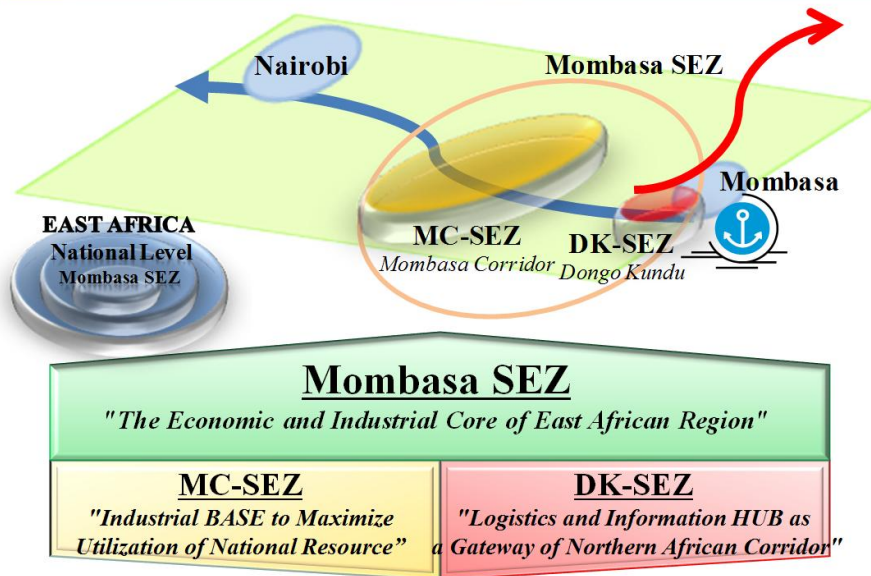 Nairobi
Mombasa SEZ
Mombasa
EAST AFRICA
National Level
Mombasa SEZ
MC-SEZ
Mombasa Corridor
DK-SEZ
Dongo Kundu
Mombasa SEZ
"The Economic and Industrial Core of East African Region"
MC-SEZ
"Industrial BASE to Maximize
Utilization of National Resource”
DK-SEZ
"Logistics and Information HUB as
a Gateway of Northern African Corridor"